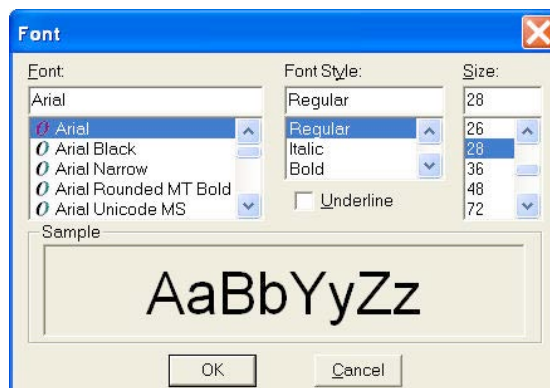 Font
Font: Font Style: Size:
Arial Regular 28
Arial Regular 26
Arial Black Italic 28
Arial Narrow Bold 36
Arial Rounded MT Bold 48
Arial Unicode MS Underline 72
Sample
AaBbYyZz
OK Cancel